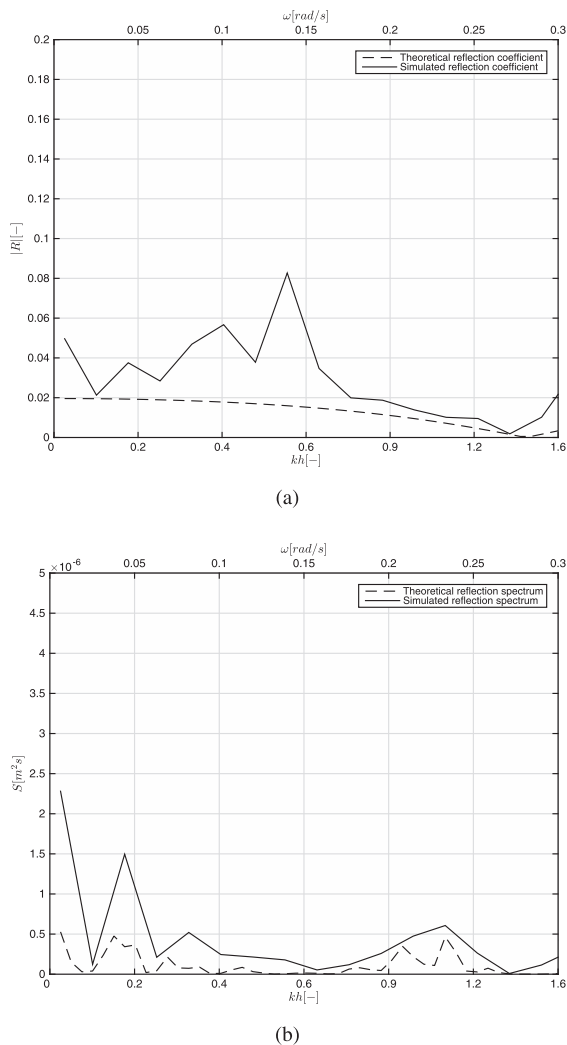 ω[rad/s]
0.05 0.1 0.15 0.2 0.25 0.3
0.2
Theoretical reflection coefficient
Simulated reflection coefficient
0.18
0.16
0.14
0.12
0.1
|R|[−]
0.08
0.06
0.04
0.02
0
0 0.2 0.4 0.6 0.9 1.2 1.6
kh[−]
(a)
ω[rad/s]
×10-6 0.05 0.1 0.15 0.2 0.25 0.3
5
Theoretical reflection spectrum
Simulated reflection spectrum
4.5
4
3.5
3
2.5
S[m²s]
2
1.5
1
0.5
0
0 0.2 0.4 0.6 0.9 1.2 1.6
kh[−]
(b)